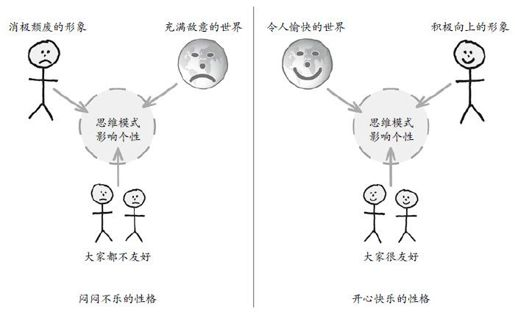 消极颓废的形象
充满敌意的世界
思维模式
影响个性
大家都不友好
闷闷不乐的性格
令人愉快的世界
积极向上的形象
思维模式
影响个性
大家很友好
开心快乐的性格